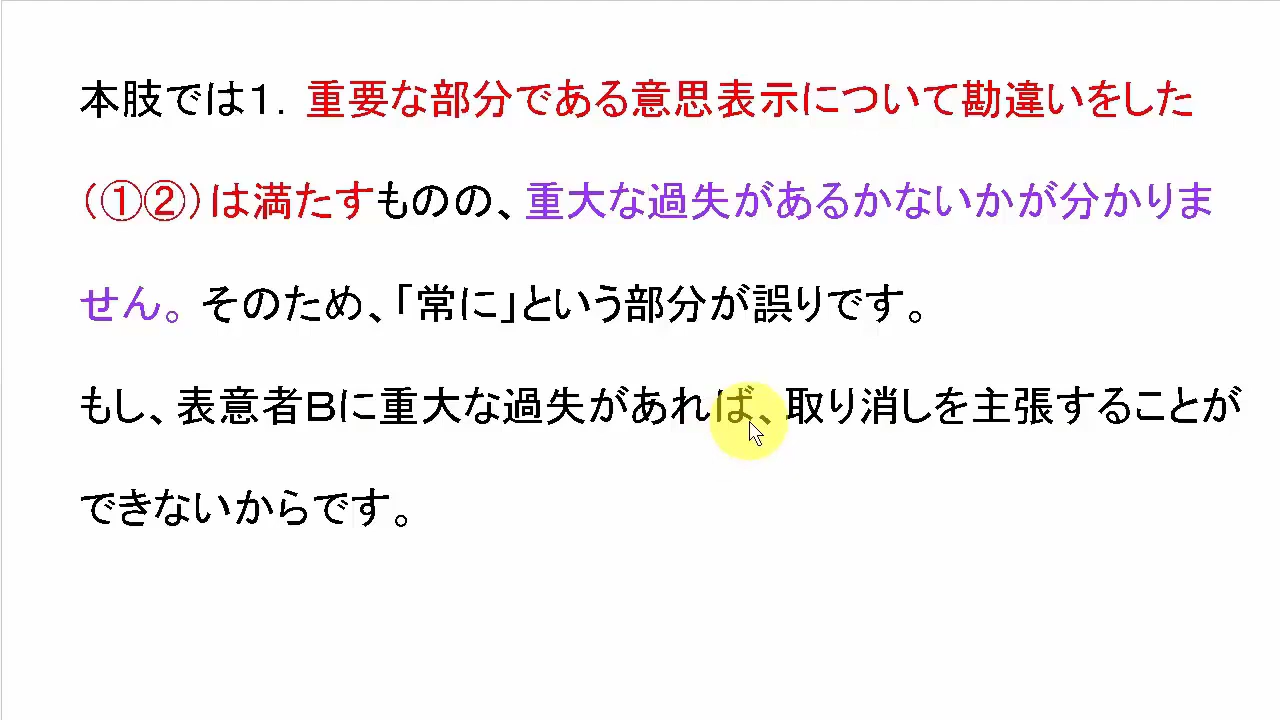 本肢では１．重要な部分である意思表示について勘違いをした
（①②）は満たすものの、重大な過失があるかないかが分かりま
せん。そのため、「常に」という部分が誤りです。
もし、表意者Ｂに重大な過失があれば、取り消しを主張することが
できないからです。